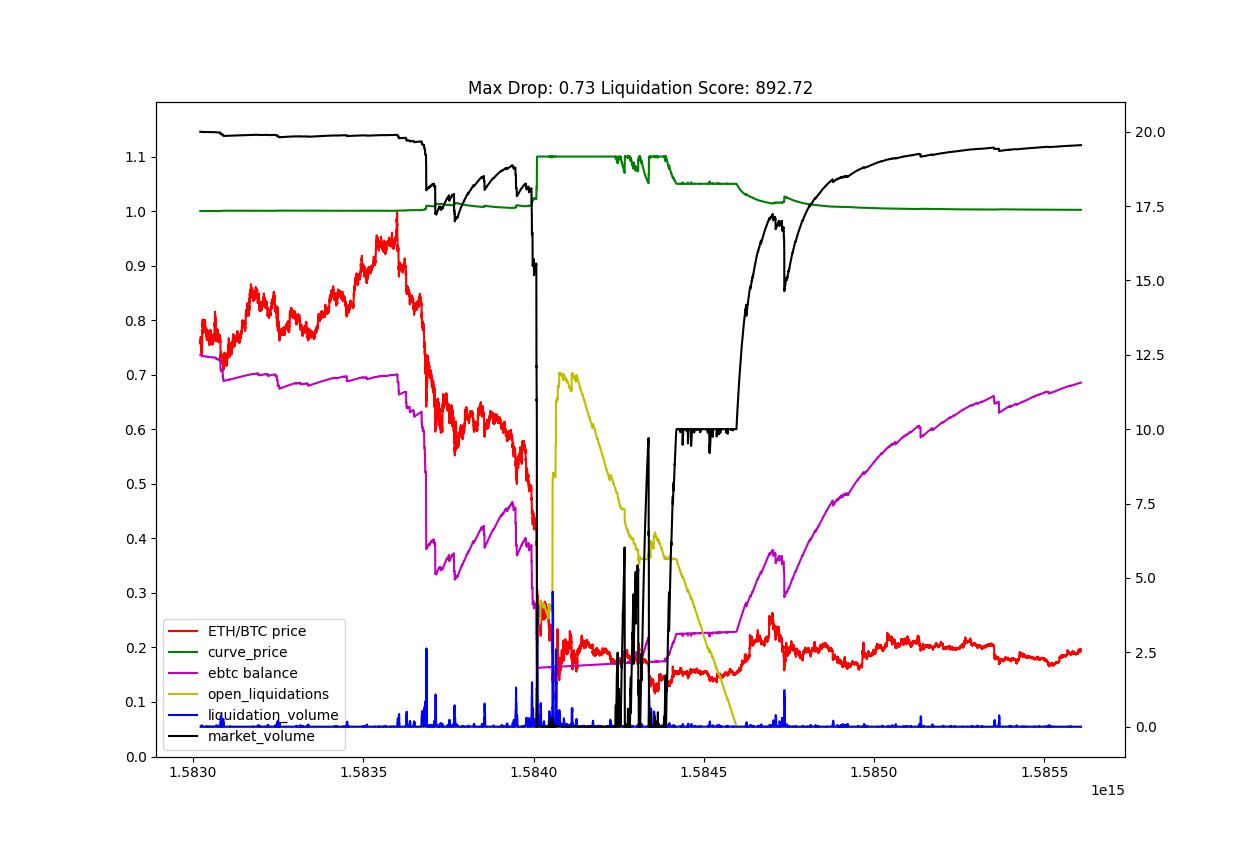 Max Drop: 0.73 Liquidation Score: 892.72
1.1
1.0
0.9
0.8
0.7
0.6
0.5
0.4
0.3
0.2
0.1
0.0
20.0
17.5
15.0
12.5
10.0
7.5
5.0
2.5
0.0
ETH/BTC price
curve_price
ebtc balance
open_liquidations
liquidation_volume
market_volume
1.5830 1.5835 1.5840 1.5845 1.5850 1.5855
1e15